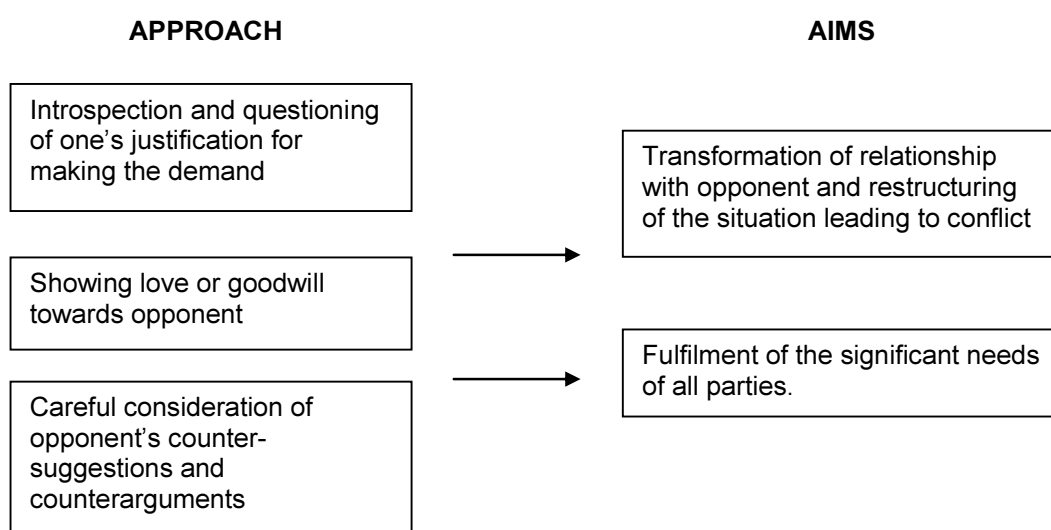 APPROACH
Introspection and questioning
of one’s justification for
making the demand
Showing love or goodwill
towards opponent
Careful consideration of
opponent’s counter-
suggestions and
counterarguments
AIMS
Transformation of relationship
with opponent and restructuring
of the situation leading to conflict
Fulfilment of the significant needs
of all parties.